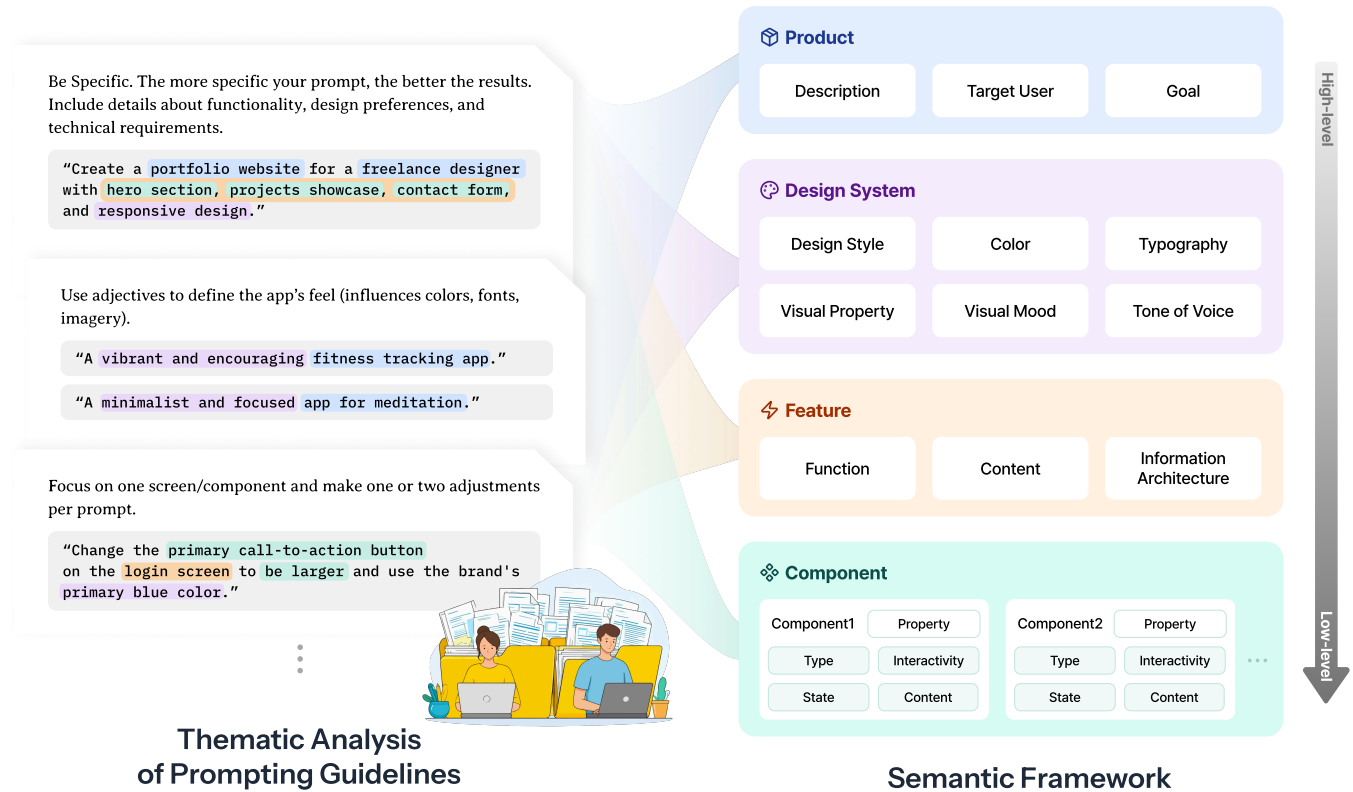 Be Specific. The more specific your prompt, the better the results.
Include details about functionality, design preferences, and
technical requirements.
“Create a portfolio website for a freelance designer
with hero section, projects showcase, contact form,
and responsive design.”
Use adjectives to define the app’s feel (influences colors, fonts,
imagery).
“A vibrant and encouraging fitness tracking app.”
“A minimalist and focused app for meditation.”
Focus on one screen/component and make one or two adjustments
per prompt.
“Change the primary call-to-action button
on the login screen to be larger and use the brand's
primary blue color.”
Thematic Analysis
of Prompting Guidelines
Product
Description
Target User
Goal
Design System
Design Style
Color
Typography
Visual Property
Visual Mood
Tone of Voice
Feature
Function
Content
Information
Architecture
Component
Component1
Property
Type
Interactivity
State
Content
Component2
Property
Type
Interactivity
State
Content
Semantic Framework
High-level
Low-level